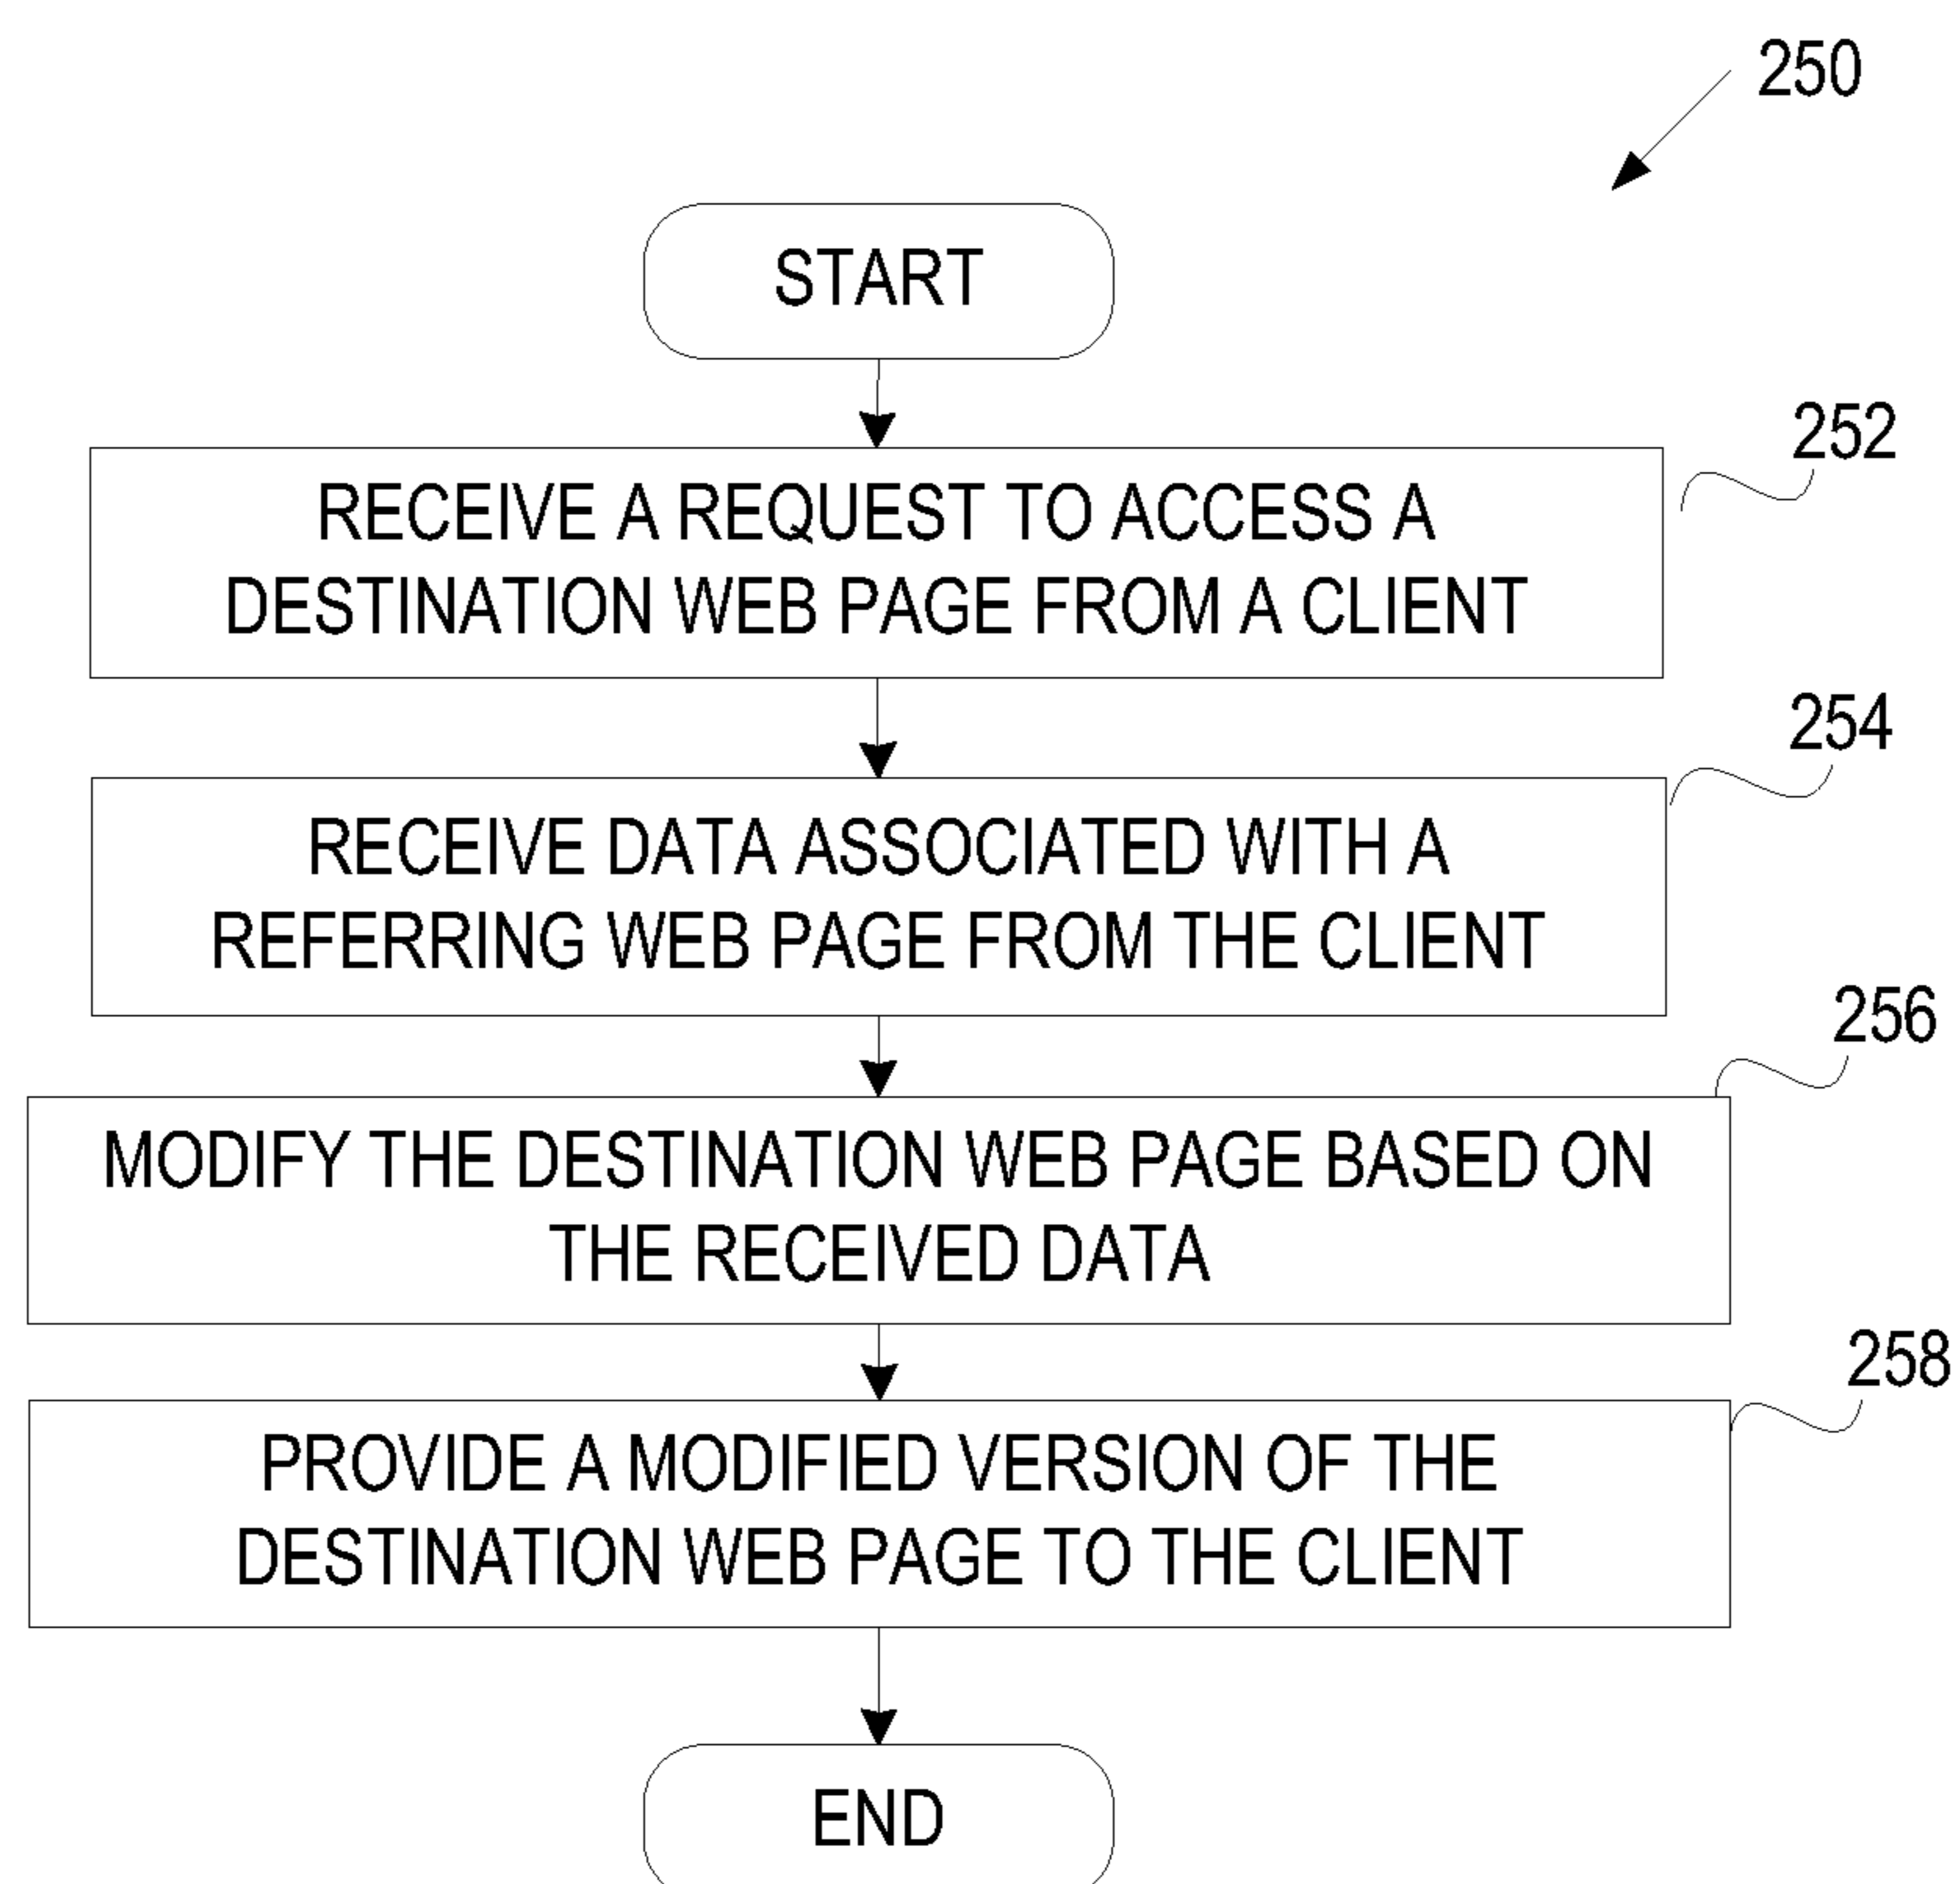 250
START
252
RECEIVE A REQUEST TO ACCESS A
DESTINATION WEB PAGE FROM A CLIENT
254
RECEIVE DATA ASSOCIATED WITH A
REFERRING WEB PAGE FROM THE CLIENT
256
MODIFY THE DESTINATION WEB PAGE BASED ON
THE RECEIVED DATA
258
PROVIDE A MODIFIED VERSION OF THE
DESTINATION WEB PAGE TO THE CLIENT
END